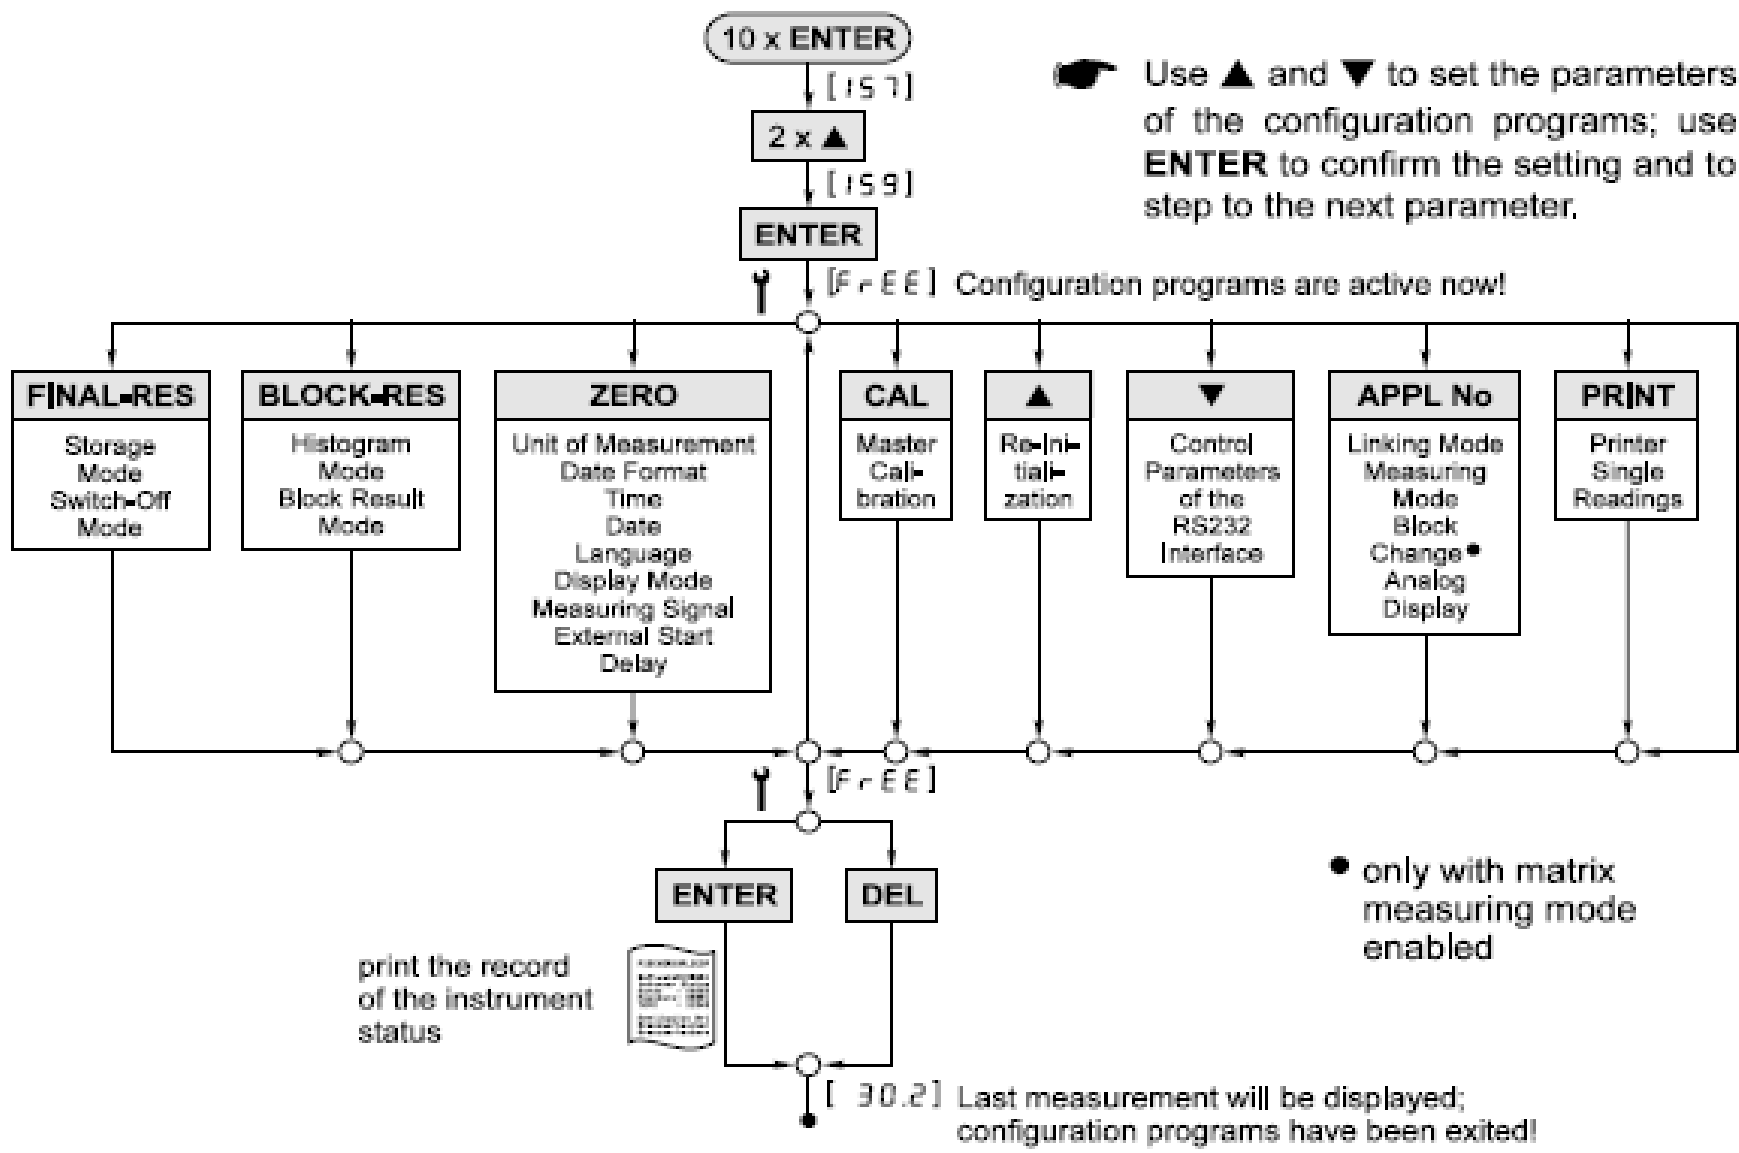 10 x ENTER
[157]
2 x ▲
[159]
ENTER
[FrEE] Configuration programs are active now!
Use ▲ and ▼ to set the parameters
of the configuration programs; use
ENTER to confirm the setting and to
step to the next parameter.
FINAL-RES
Storage
Mode
Switch-Off
Mode
BLOCK-RES
Histogram
Mode
Block Result
Mode
ZERO
Unit of Measurement
Date Format
Time
Date
Language
Display Mode
Measuring Signal
External Start
Delay
CAL
Master
Cali-
bration
▲
Re-Ini-
tiali-
zation
▼
Control
Parameters
of the
RS232
Interface
APPL No
Linking Mode
Measuring
Mode
Block
Change●
Analog
Display
PRINT
Printer
Single
Readings
[FrEE]
ENTER
DEL
● only with matrix
measuring mode
enabled
print the record
of the instrument
status
[ 30.2] Last measurement will be displayed;
configuration programs have been exited!